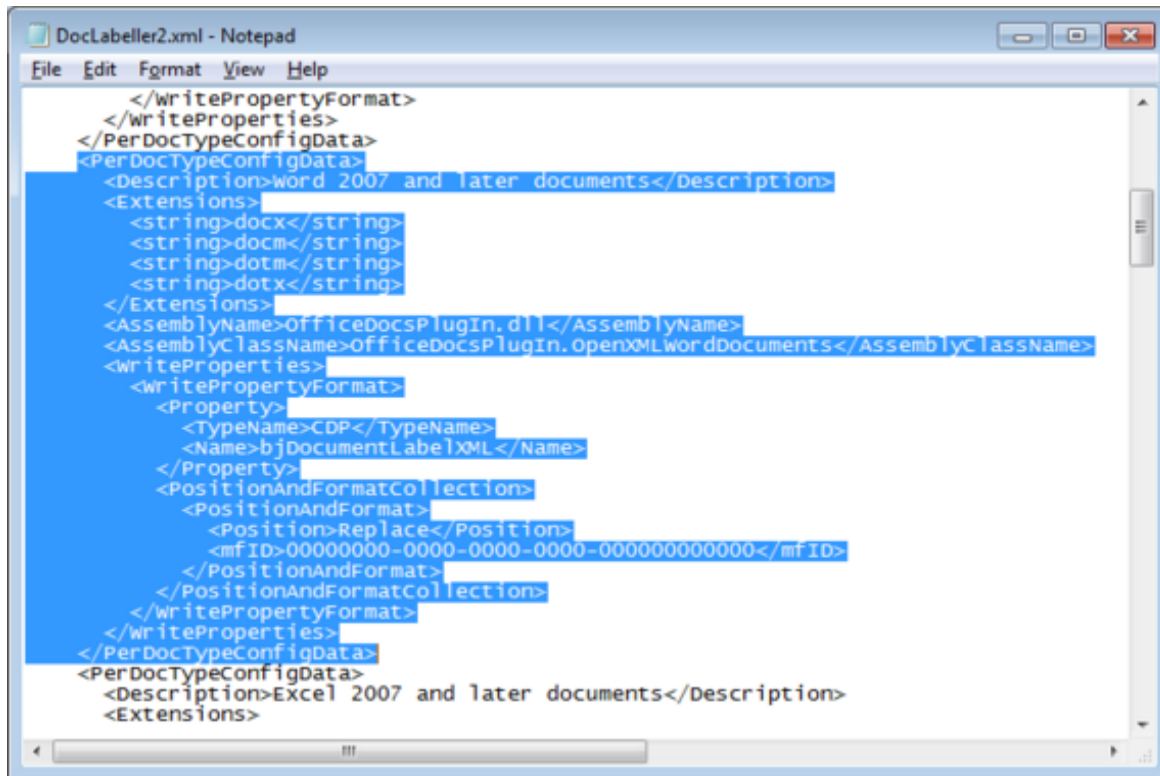 DocLabeller2.xml - Notepad
File Edit Format View Help
</WritePropertyFormat>
</WriteProperties>
</PerDocTypeConfigData>
<PerDocTypeConfigData>
<Description>Word 2007 and later documents</Description>
<Extensions>
<string>docx</string>
<string>docm</string>
<string>dotm</string>
<string>dotx</string>
</Extensions>
<AssemblyName>OfficeDocsPlugIn.dll</AssemblyName>
<AssemblyClassName>OfficeDocsPlugIn.OpenXMLWordDocuments</AssemblyClassName>
<WriteProperties>
<WritePropertyFormat>
<Property>
<TypeName>CDP</TypeName>
<Name>bjDocumentLabelXML</Name>
</Property>
<PositionAndFormatCollection>
<PositionAndFormat>
<Position>Replace</Position>
<mfID>00000000-0000-0000-0000-000000000000</mfID>
</PositionAndFormat>
</PositionAndFormatCollection>
</WritePropertyFormat>
</WriteProperties>
</PerDocTypeConfigData>
<PerDocTypeConfigData>
<Description>Excel 2007 and later documents</Description>
<Extensions>